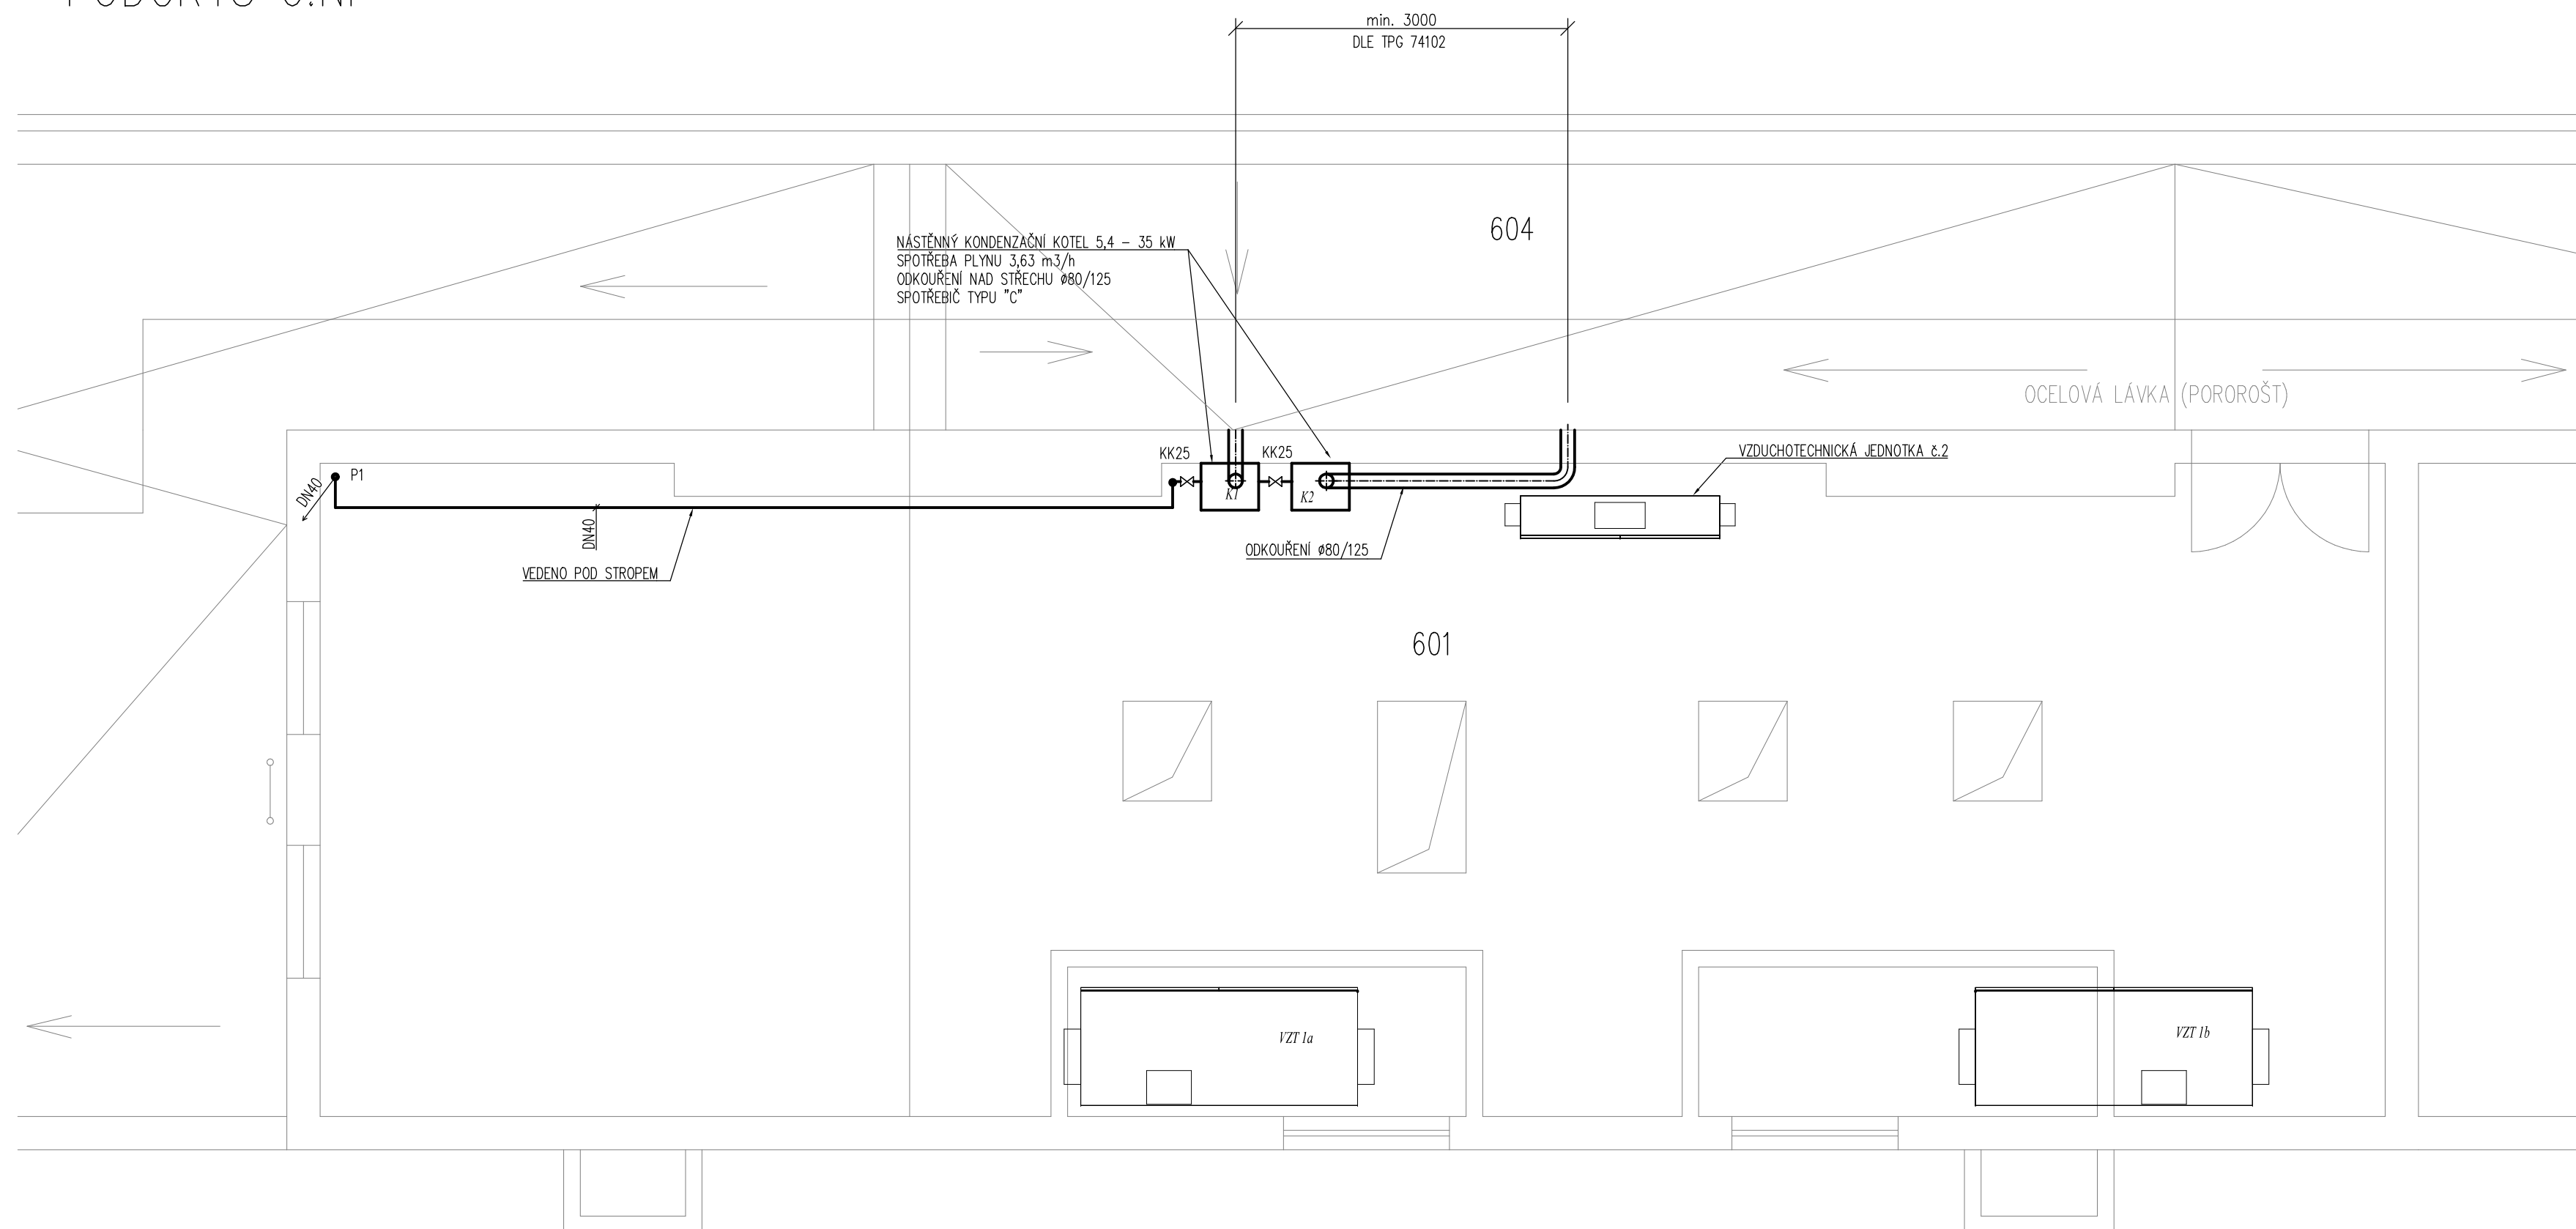 min. 3000
DLE TPG 74102
604
NÁSTĚNNÝ KONDENZAČNÍ KOTEL 5,4 – 35 kW
SPOTŘEBA PLYNU 3,63 m3/h
ODKOUŘENÍ NAD STŘECHU ø80/125
SPOTŘEBIČ TYPU "C"
OCELOVÁ LÁVKA (POROROŠT)
KK25
KK25
VZDUCHOTECHNICKÁ JEDNOTKA č.2
P1
DN40
K1
K2
DN40
ODKOUŘENÍ ø80/125
VEDENO POD STROPEM
601
VZT 1a
VZT 1b